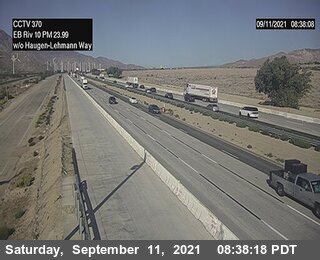 CCTV 370
EB Riv 10 PM 23.99
w/o Haugen-Lehmann Way
09/11/2021 08:38:08
Saturday, September 11, 2021 08:38:18 PDT